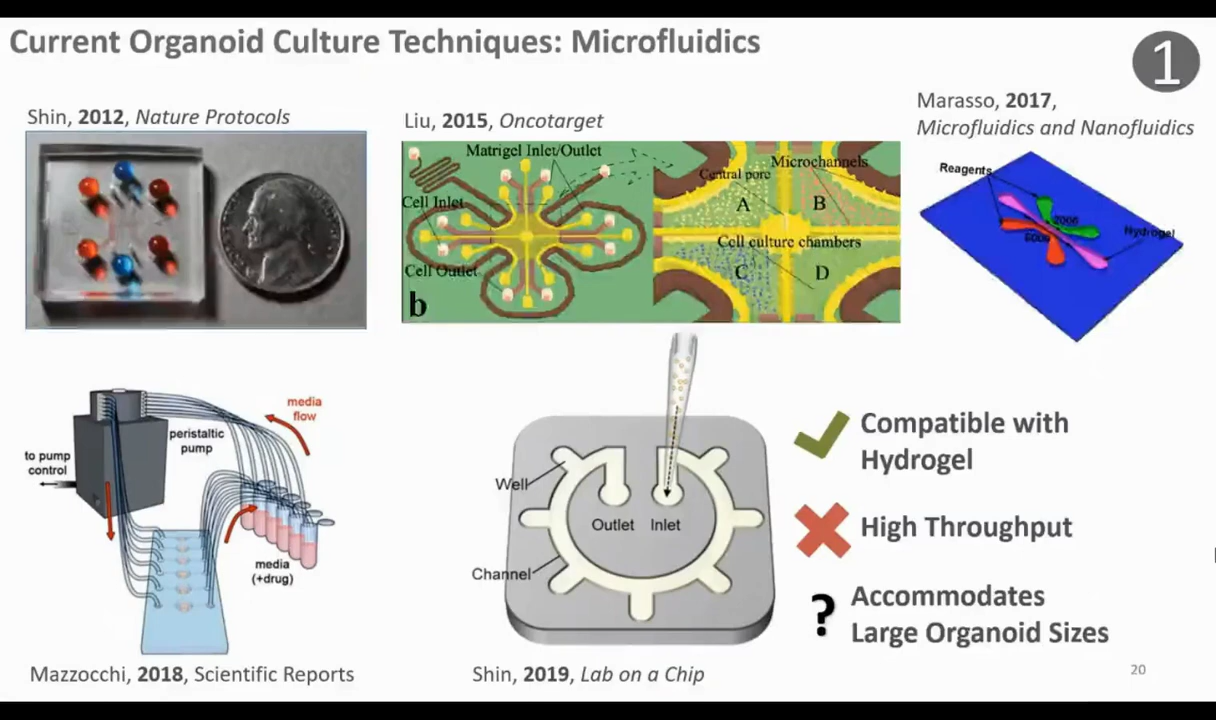 Current Organoid Culture Techniques: Microfluidics
1
Shin, 2012, Nature Protocols
Liu, 2015, Oncotarget
Marasso, 2017,
Microfluidics and Nanofluidics
Matrigel Inlet/Outlet
Cell Inlet
Cell Outlet
b
Central pore
Microchannels
A
B
Cell culture chambers
C
D
Reagents
Hydrogel
media
flow
peristaltic
pump
to pump
control
media
(+drug)
Mazzocchi, 2018, Scientific Reports
Well
Outlet
Inlet
Channel
Shin, 2019, Lab on a Chip
Compatible with
Hydrogel
High Throughput
? Accommodates
Large Organoid Sizes
20